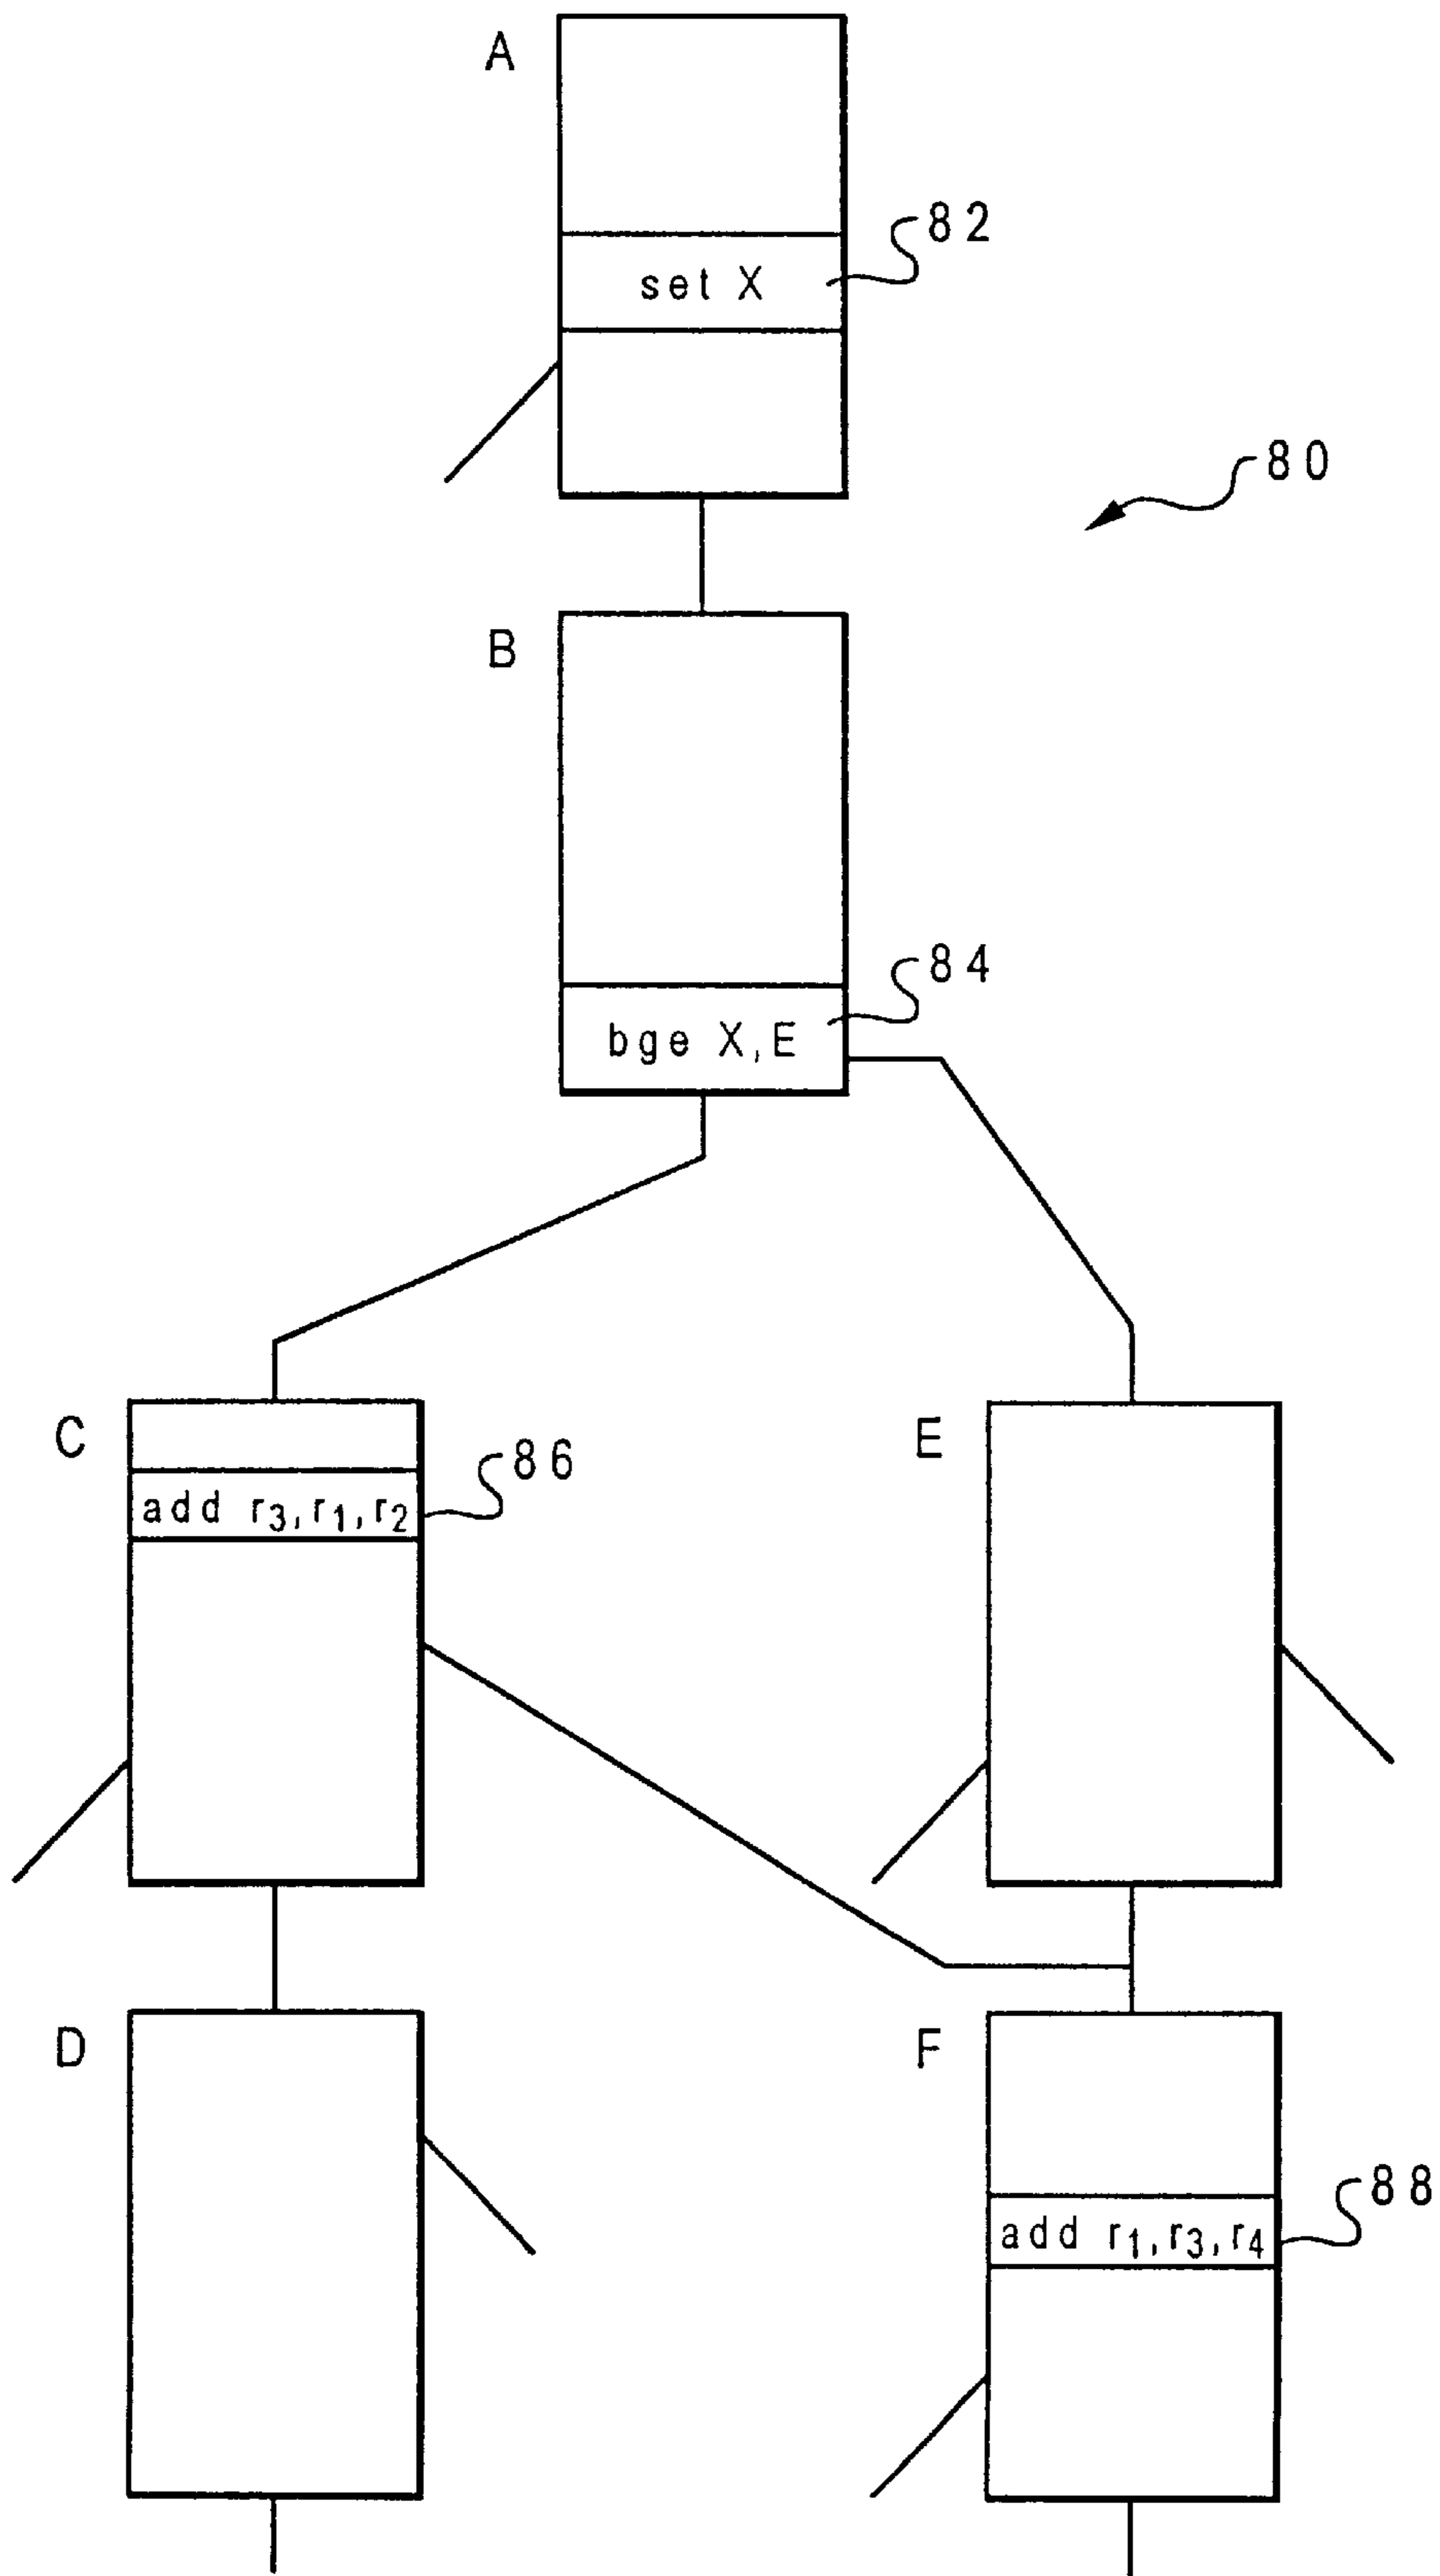 A
82
set X
80
B
84
bge X,E
C
86
E
add r₃,r₁,r₂
D
F
88
add r₁,r₃,r₄